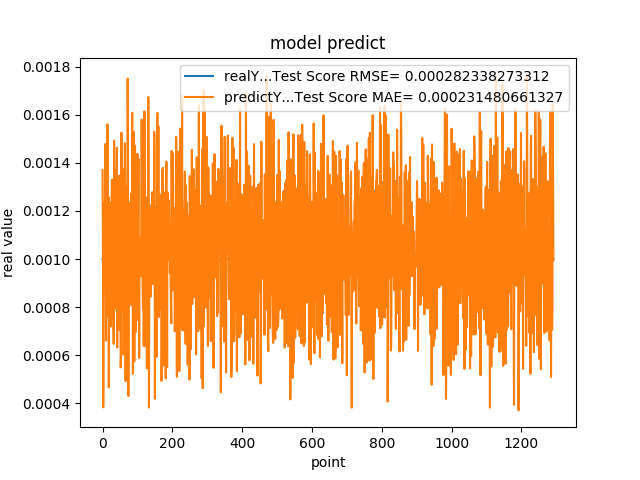 model predict
realY...Test Score RMSE= 0.000282338273312
predictY...Test Score MAE= 0.000231480661327
real value
0.0018
0.0016
0.0014
0.0012
0.0010
0.0008
0.0006
0.0004
0 200 400 600 800 1000 1200
point